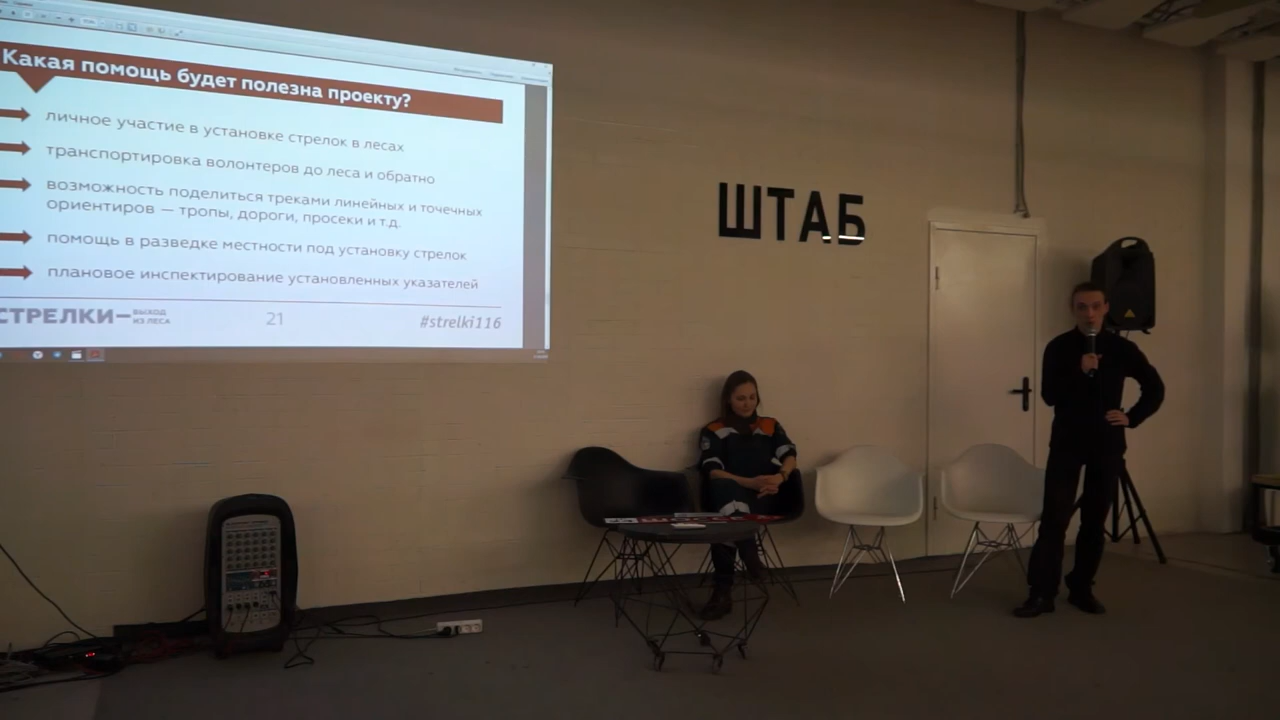 Какая помощь будет полезна проекту?
личное участие в установке стрелок в лесах
транспортировка волонтеров до леса и обратно
возможность поделиться треками линейных и точечных
ориентиров — тропы, дороги, просеки и т.д.
помощь в разведке местности под установку стрелок
плановое инспектирование установленных указателей
СТРЕЛКИ— ВЫХОД
ИЗ ЛЕСА
21
#strelki116
ШТАБ